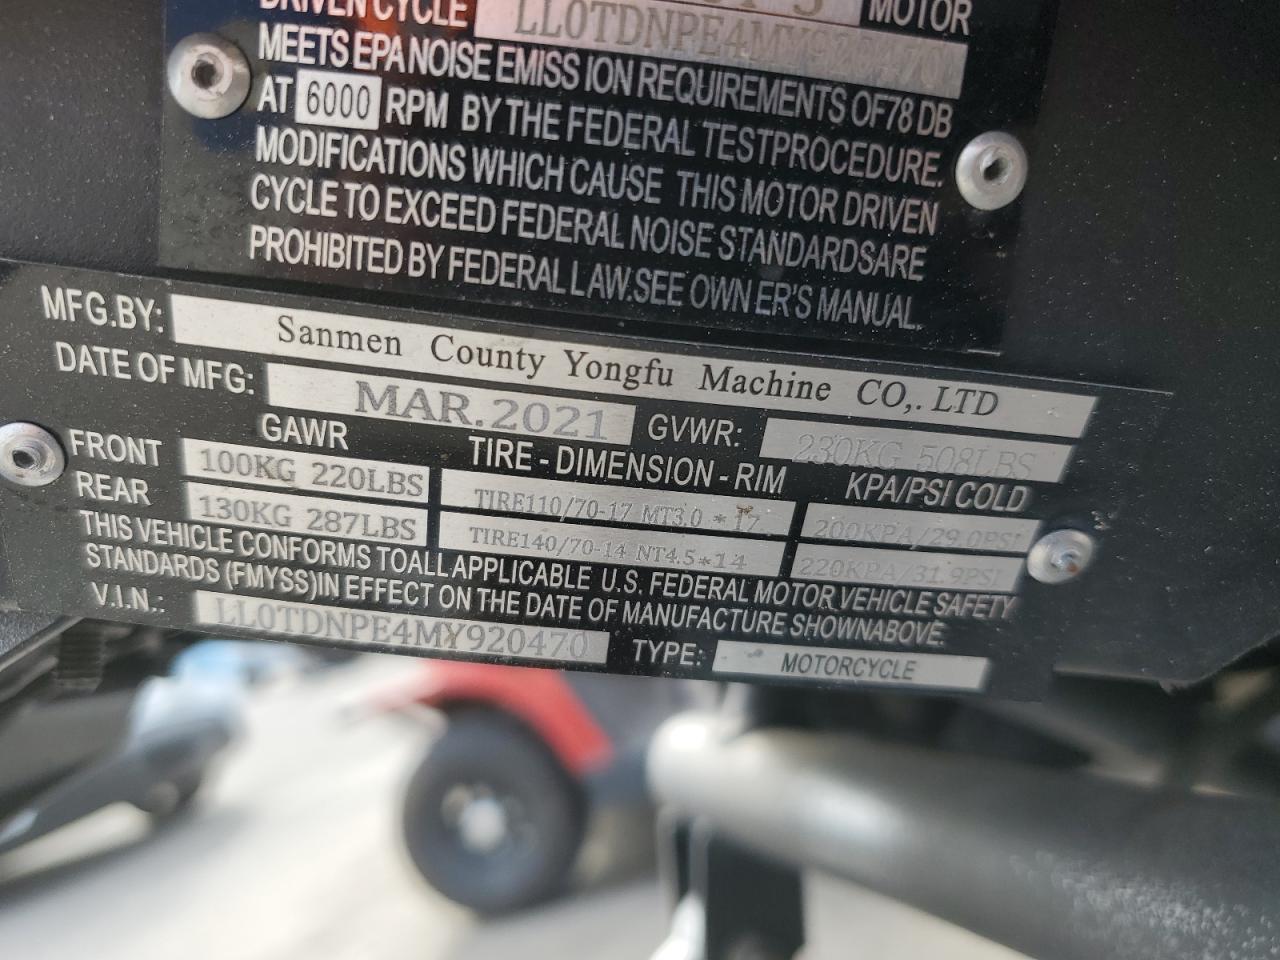 DRIVEN CYCLE LL0TDNPE4MY920470 MOTOR
MEETS EPA NOISE EMISS ION REQUIREMENTS OF78 DB
AT 6000 RPM BY THE FEDERAL TESTPROCEDURE.
MODIFICATIONS WHICH CAUSE THIS MOTOR DRIVEN
CYCLE TO EXCEED FEDERAL NOISE STANDARDSARE
PROHIBITED BY FEDERAL LAW.SEE OWN ER'S MANUAL.
MFG.BY: Sanmen County Yongfu Machine CO,. LTD
DATE OF MFG: MAR.2021 GVWR: 230KG 508LBS
GAWR TIRE - DIMENSION - RIM KPA/PSI COLD
FRONT 100KG 220LBS TIRE110/70-17 MT3.0 *17 200KPA/29.0PSI
REAR 130KG 287LBS TIRE140/70-14 NT4.5*14 220KPA/31.9PSI
THIS VEHICLE CONFORMS TOALL APPLICABLE U.S. FEDERAL MOTOR VEHICLE SAFETY
STANDARDS (FMYSS)IN EFFECT ON THE DATE OF MANUFACTURE SHOWNABOVE.
V.I.N.: LL0TDNPE4MY920470 TYPE: MOTORCYCLE